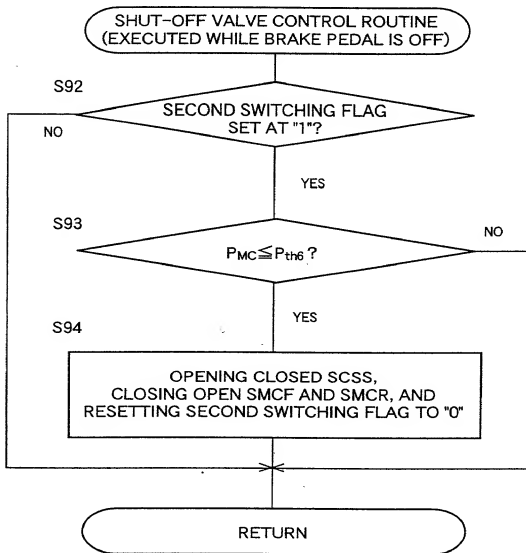 SHUT-OFF VALVE CONTROL ROUTINE
(EXECUTED WHILE BRAKE PEDAL IS OFF)
S92
SECOND SWITCHING FLAG
SET AT "1"?
NO
YES
S93
PMC≦Pth6 ?
NO
YES
S94
OPENING CLOSED SCSS,
CLOSING OPEN SMCF AND SMCR, AND
RESETTING SECOND SWITCHING FLAG TO "0"
RETURN